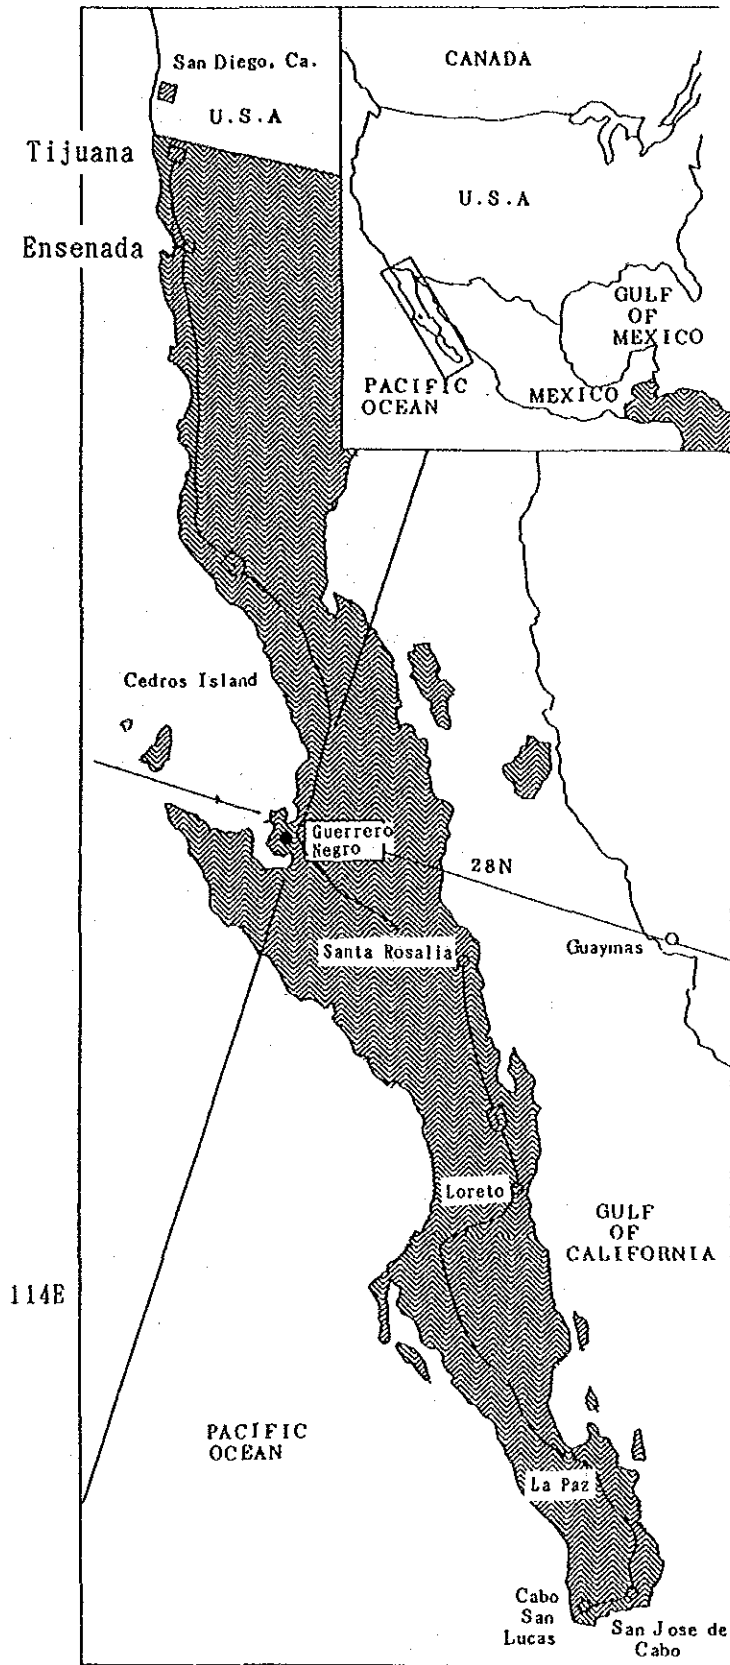 San Diego, Ca.
U.S.A
Tijuana
Ensenada
CANADA
U.S.A
GULF
OF
MEXICO
PACIFIC
OCEAN
MEXICO
Cedros Island
Guerrero
Negro
28N
Santa Rosalia
Guaymas
Loreto
GULF
OF
CALIFORNIA
114E
PACIFIC
OCEAN
La Paz
Cabo
San
Lucas
San Jose de
Cabo